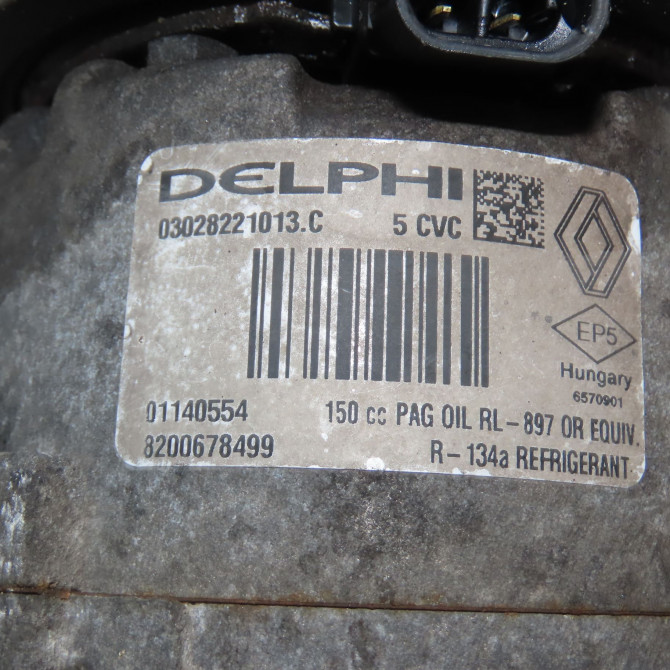 DELPHI
03028221013.C 5 CVC
EP5
Hungary
6570901
01140554 150 cc PAG OIL RL-897 OR EQUIV.
8200678499 R-134a REFRIGERANT